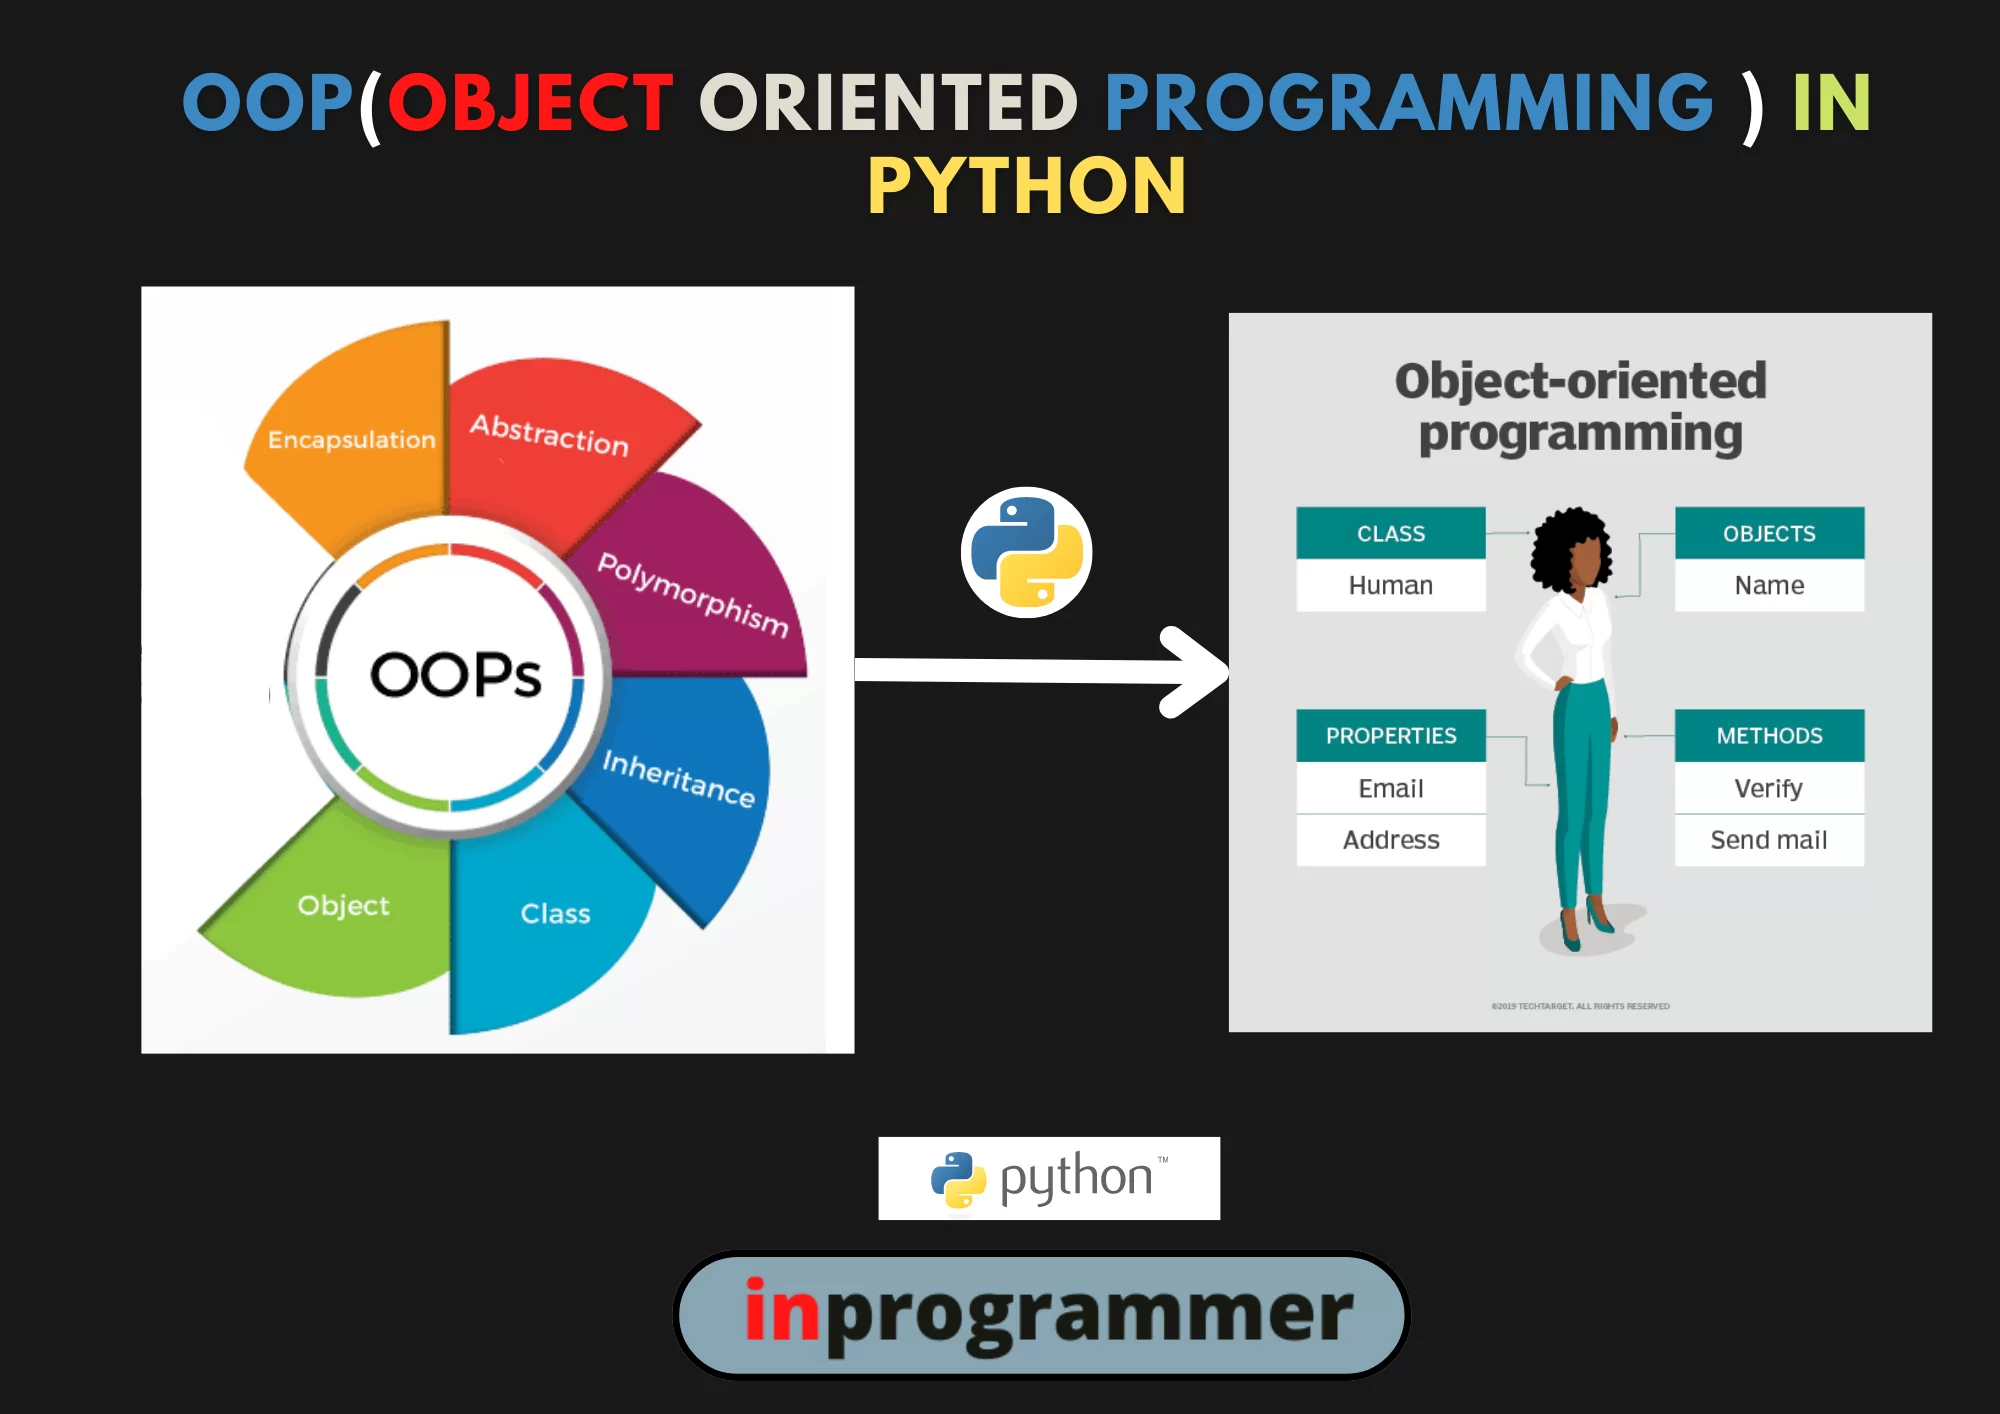 OOP(OBJECT ORIENTED PROGRAMMING ) IN
PYTHON
Encapsulation
Abstraction
Polymorphism
Inheritance
Class
Object
OOPs
Object-oriented
programming
CLASS
Human
OBJECTS
Name
PROPERTIES
Email
Address
METHODS
Verify
Send mail
©2019 TECHTARGET. ALL RIGHTS RESERVED
python™
inprogrammer